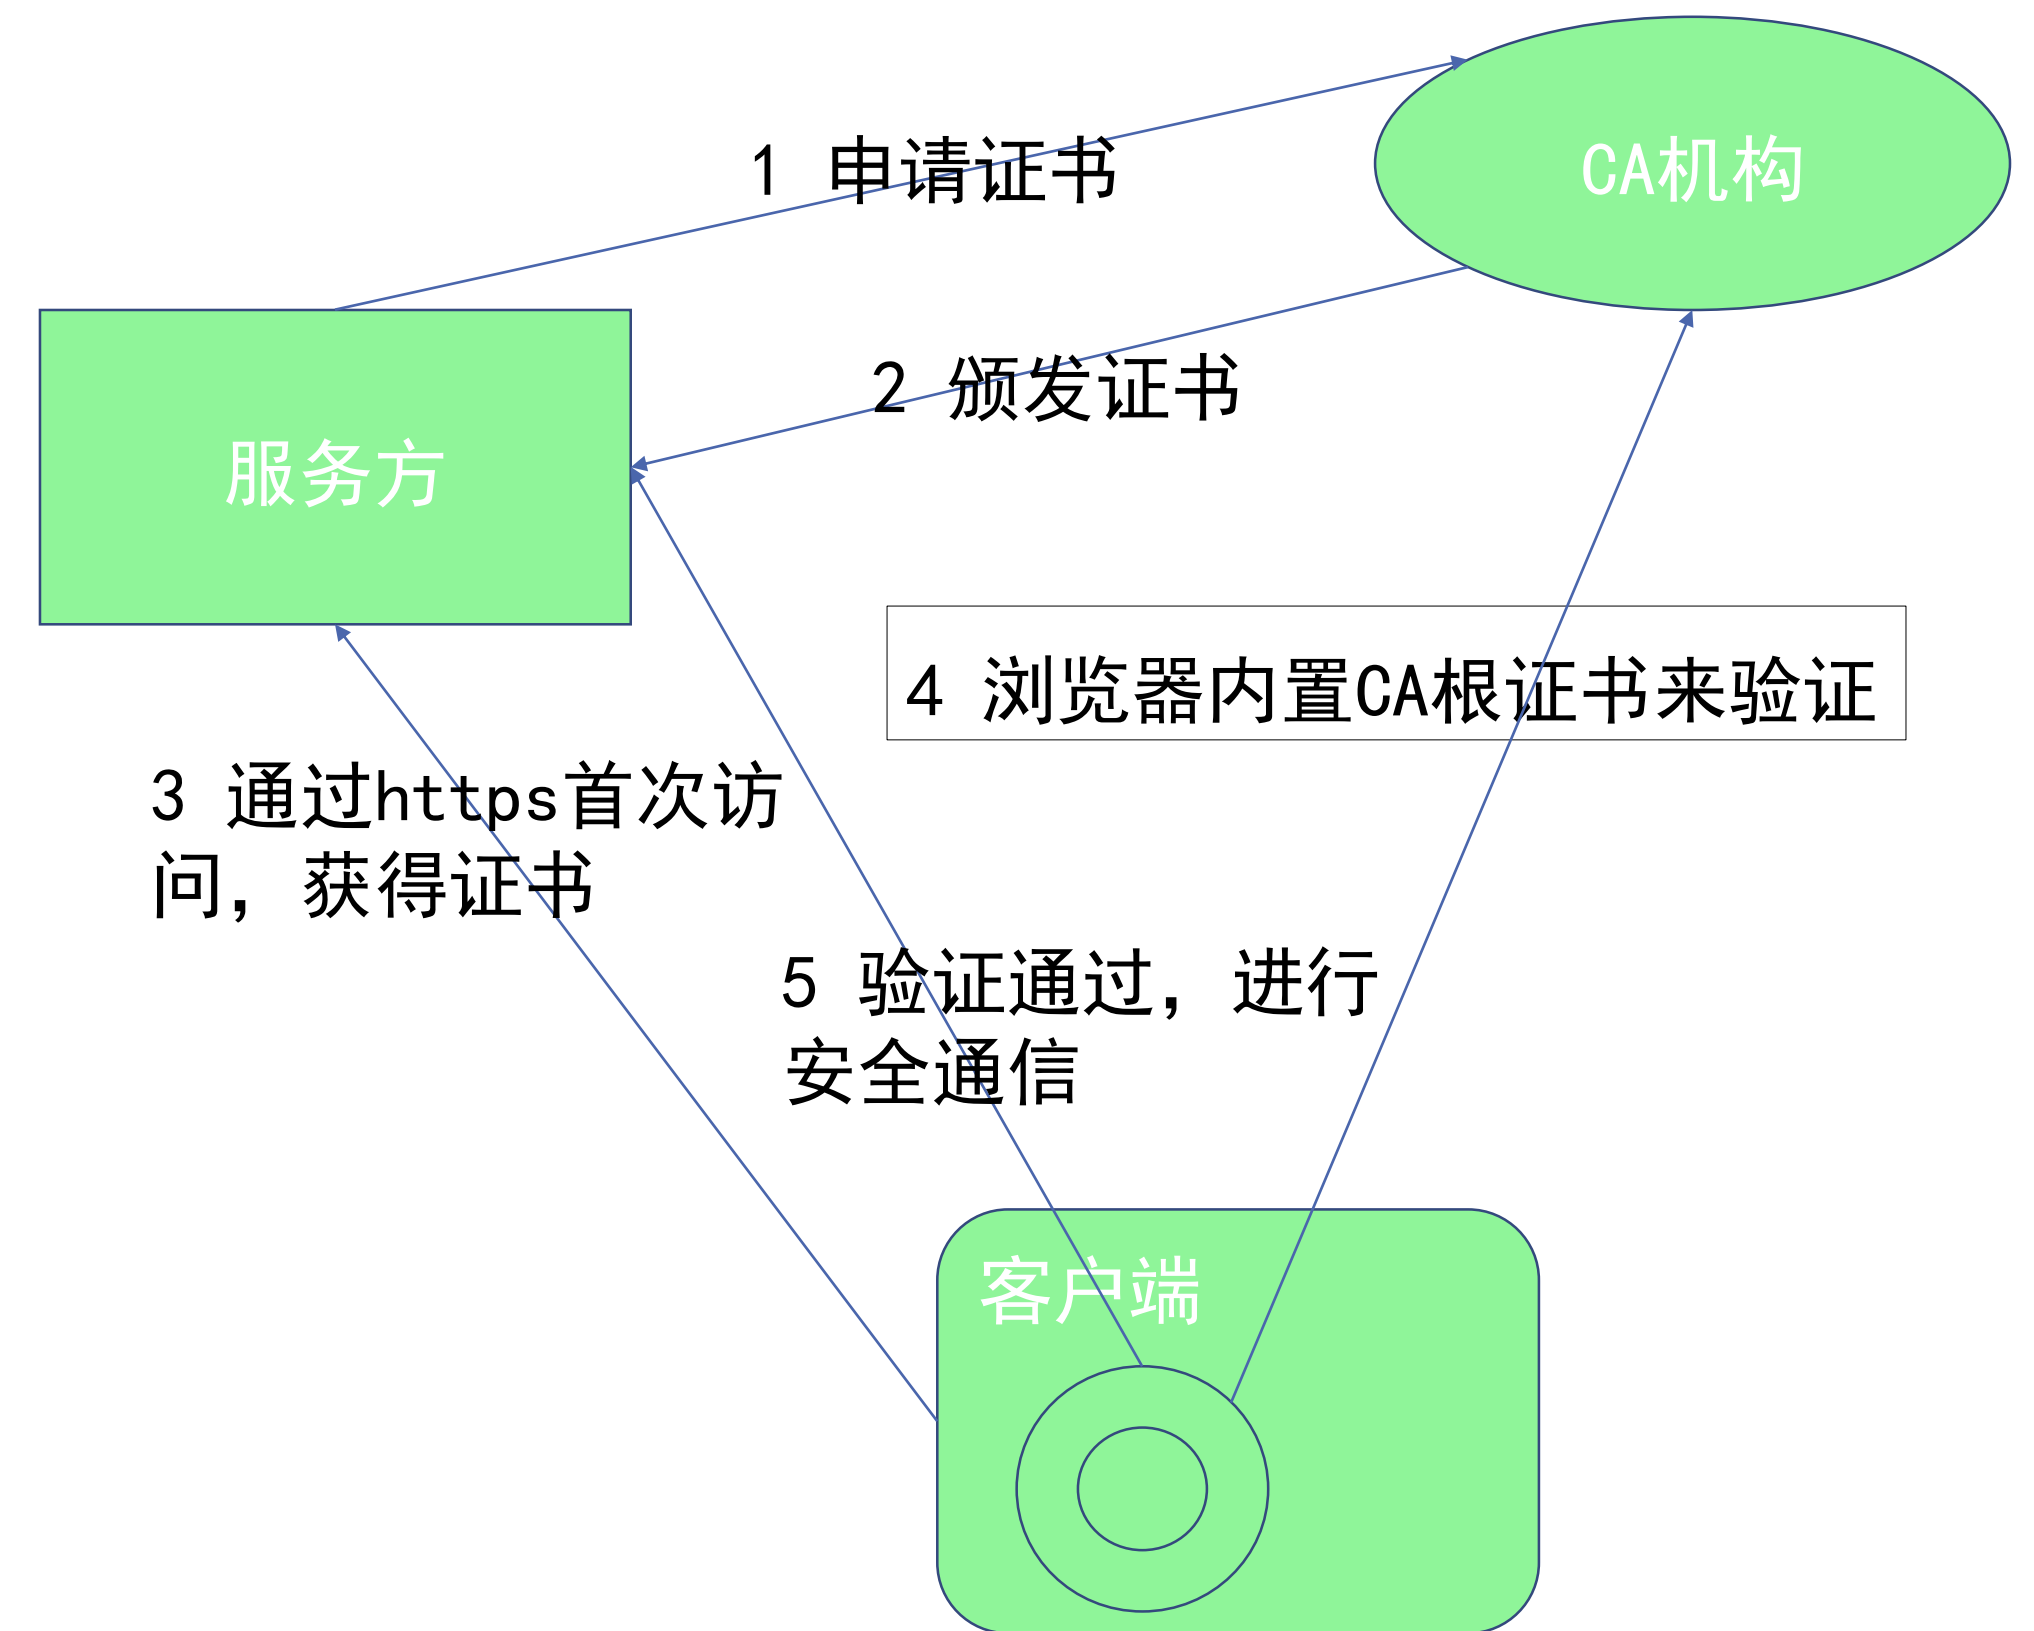 CA机构
1 申请证书
2 颁发证书
服务方
4 浏览器内置CA根证书来验证
3 通过https首次访
问，获得证书
5 验证通过，进行
安全通信
客户端